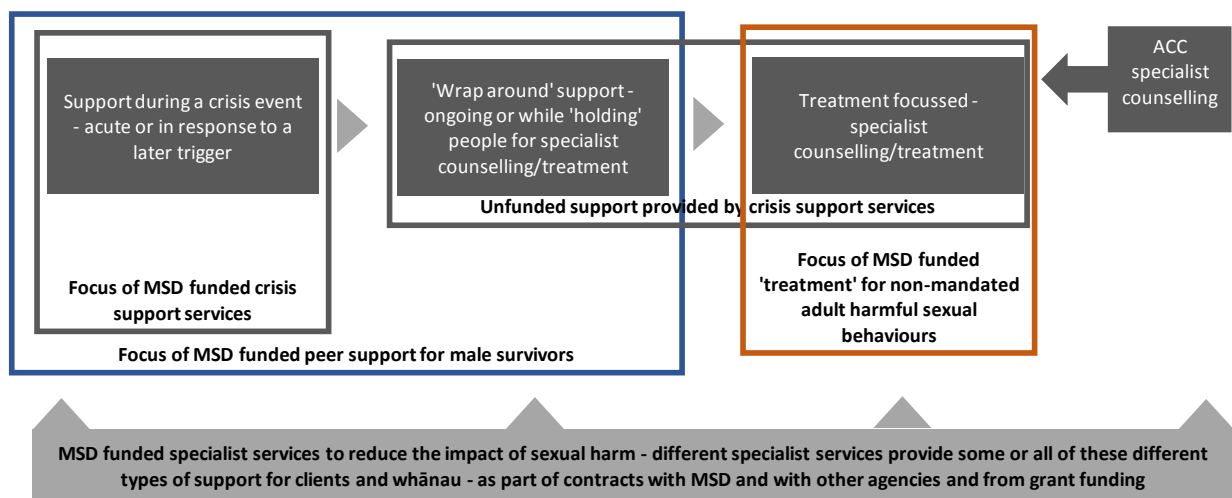 Support during a crisis event
- acute or in response to a
later trigger
'Wrap around' support -
ongoing or while 'holding'
people for specialist
counselling/treatment
Treatment focussed -
specialist
counselling/treatment
ACC
specialist
counselling
Unfunded support provided by crisis support services
Focus of MSD funded crisis
support services
Focus of MSD funded
'treatment' for non-mandated
adult harmful sexual
behaviours
Focus of MSD funded peer support for male survivors
MSD funded specialist services to reduce the impact of sexual harm - different specialist services provide some or all of these different
types of support for clients and whānau - as part of contracts with MSD and with other agencies and from grant funding